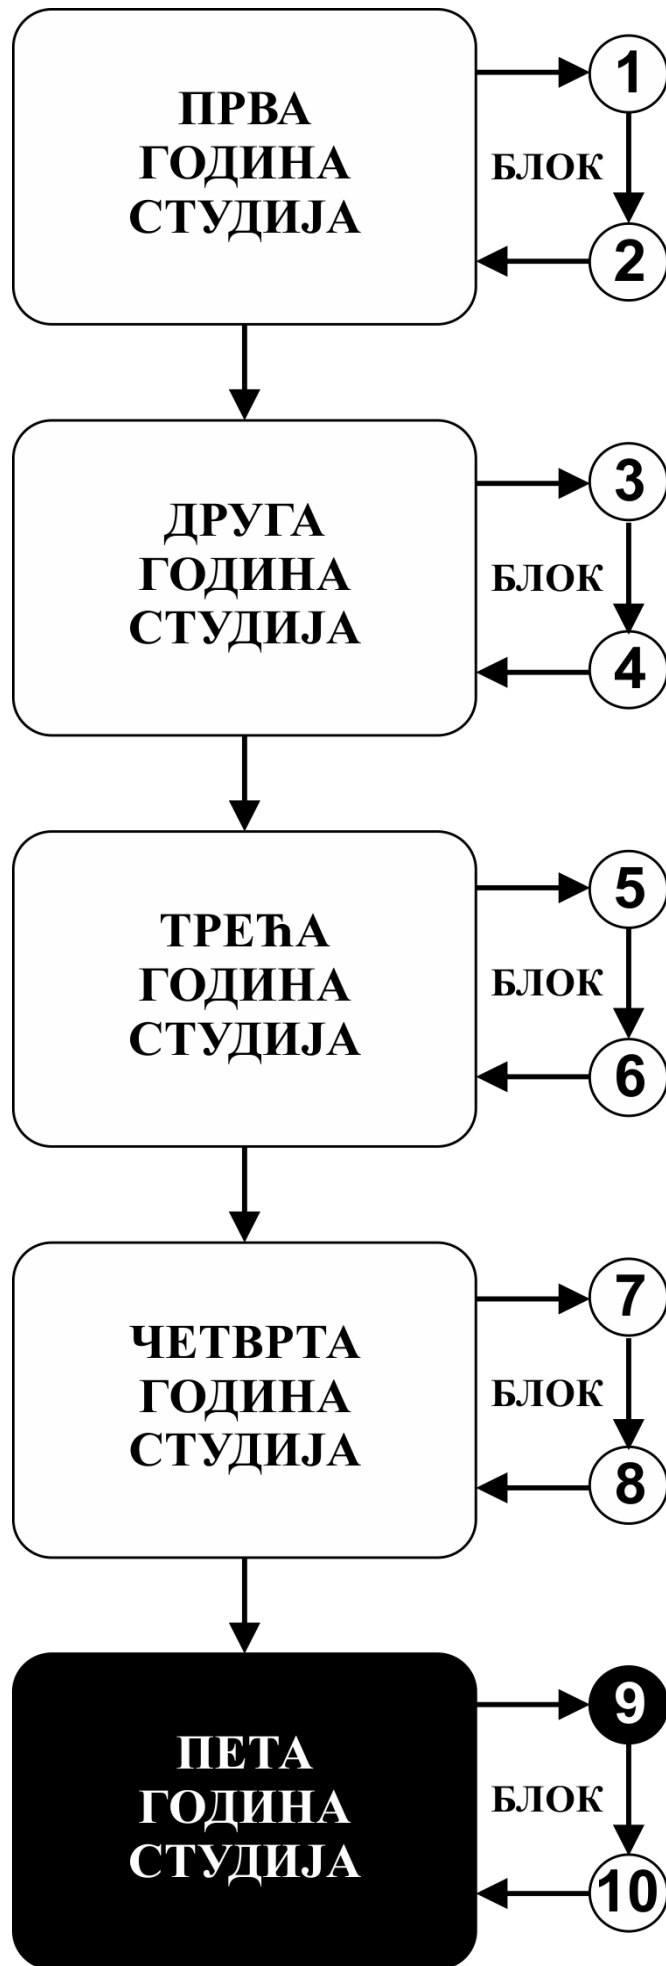 ПРВА
ГОДИНА
СТУДИЈА
1
БЛОК
2
ДРУГА
ГОДИНА
СТУДИЈА
3
БЛОК
4
ТРЕЋА
ГОДИНА
СТУДИЈА
5
БЛОК
6
ЧЕТВРТА
ГОДИНА
СТУДИЈА
7
БЛОК
8
ПЕТА
ГОДИНА
СТУДИЈА
9
БЛОК
10